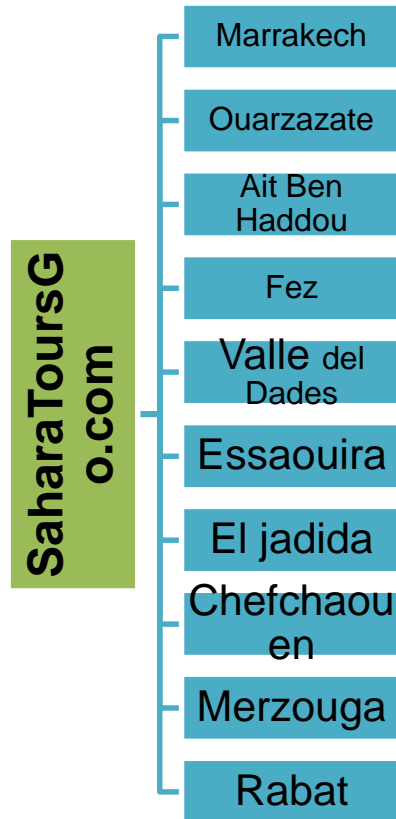 SaharaToursG
o.com
Marrakech
Ouarzazate
Ait Ben
Haddou
Fez
Valle del
Dades
Essaouira
El jadida
Chefchaou
en
Merzouga
Rabat